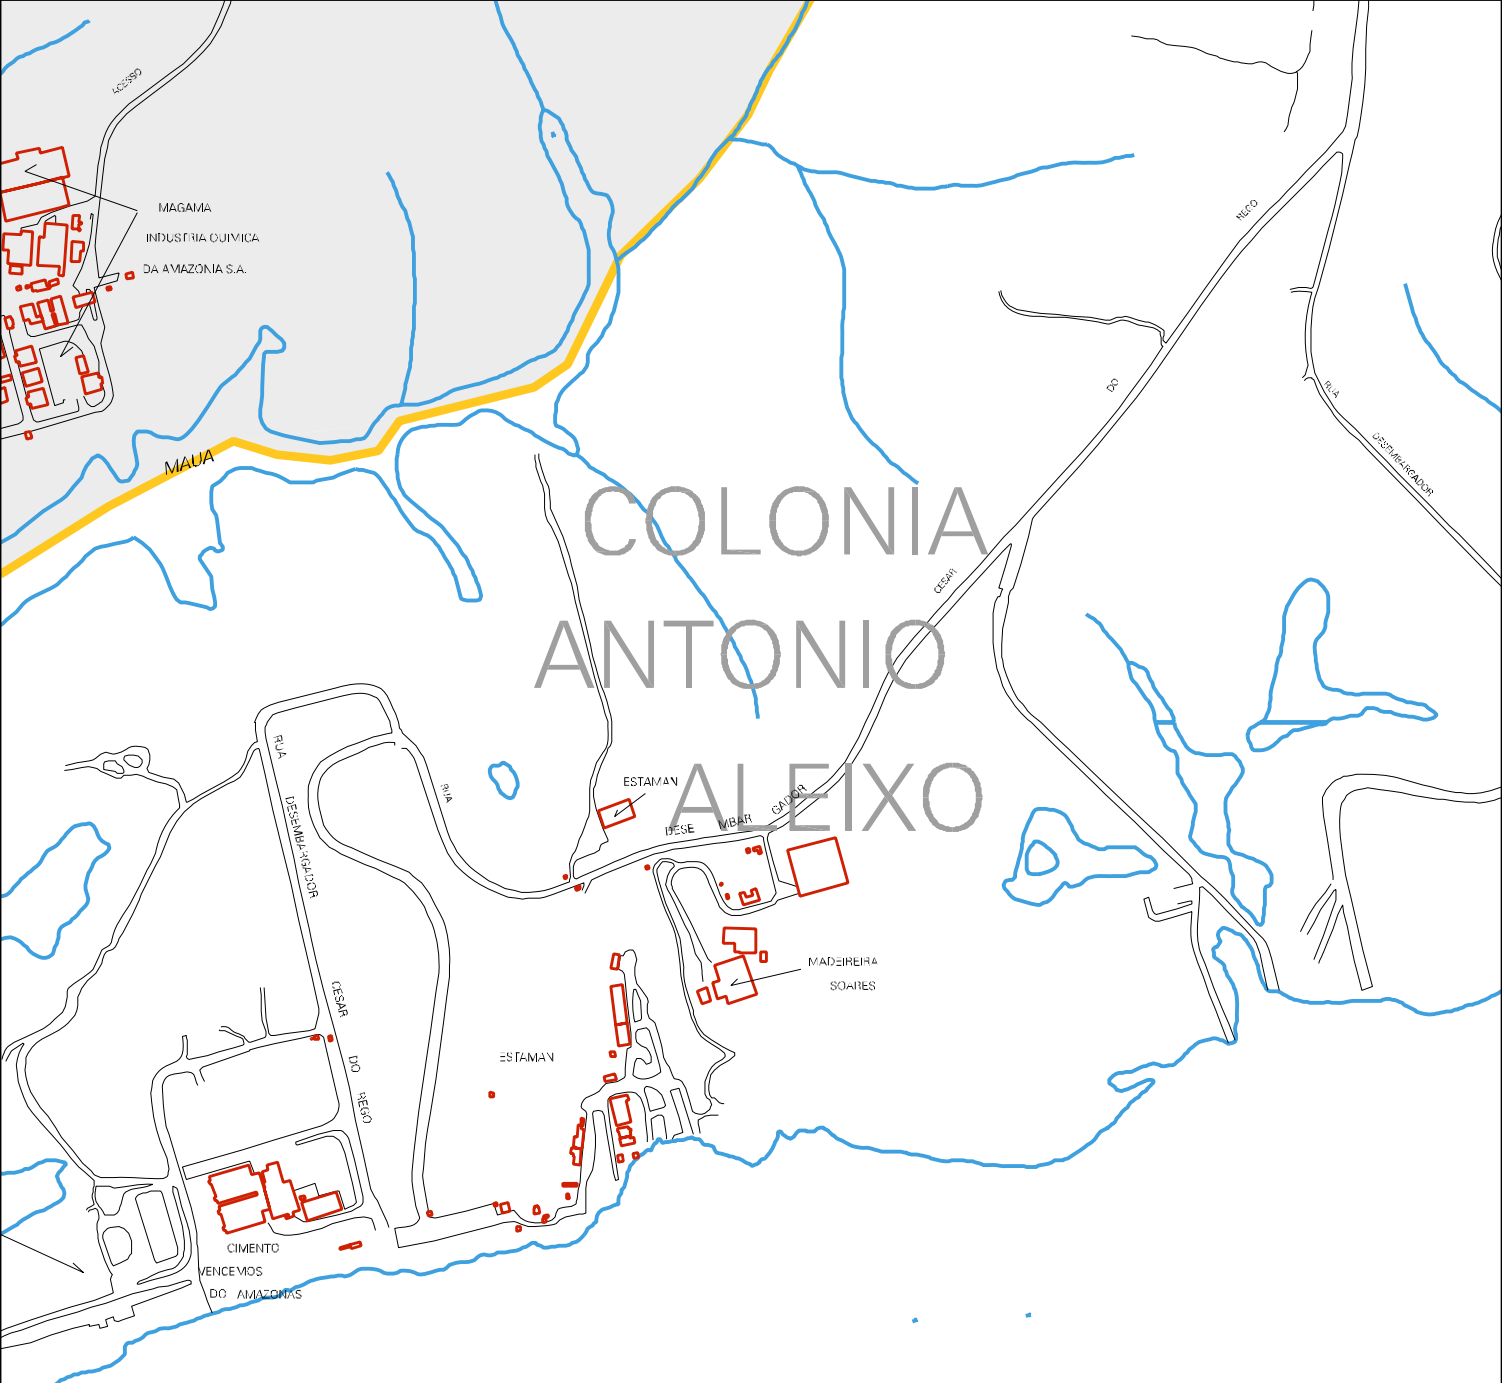 ACESSO
MAGAMA
INDUSTRIA QUIMICA
DA AMAZONIA S.A.
MAUA
REGO
DO
RUA
DESEMBARGADOR
COLONIA
CESAR
ANTONIO
RUA
ESTAMAN
RUA
ALEIXO
DESEMBARGADOR
DESE MBAR GADOR
MADEIREIRA
SOARES
CESAR
ESTAMAN
DO
REGO
CIMENTO
VENCEMOS
DO AMAZONAS